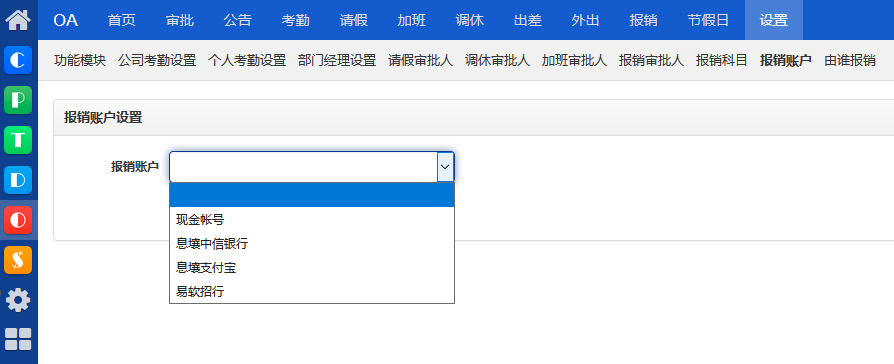 OA 首页 审批 公告 考勤 请假 加班 调休 出差 外出 报销 节假日 设置
功能模块 公司考勤设置 个人考勤设置 部门经理设置 请假审批人 调休审批人 加班审批人 报销审批人 报销科目 报销账户 由谁报销
C
P
T
D
O
S
报销账户设置
报销账户
现金帐号
息壤中信银行
息壤支付宝
易软招行